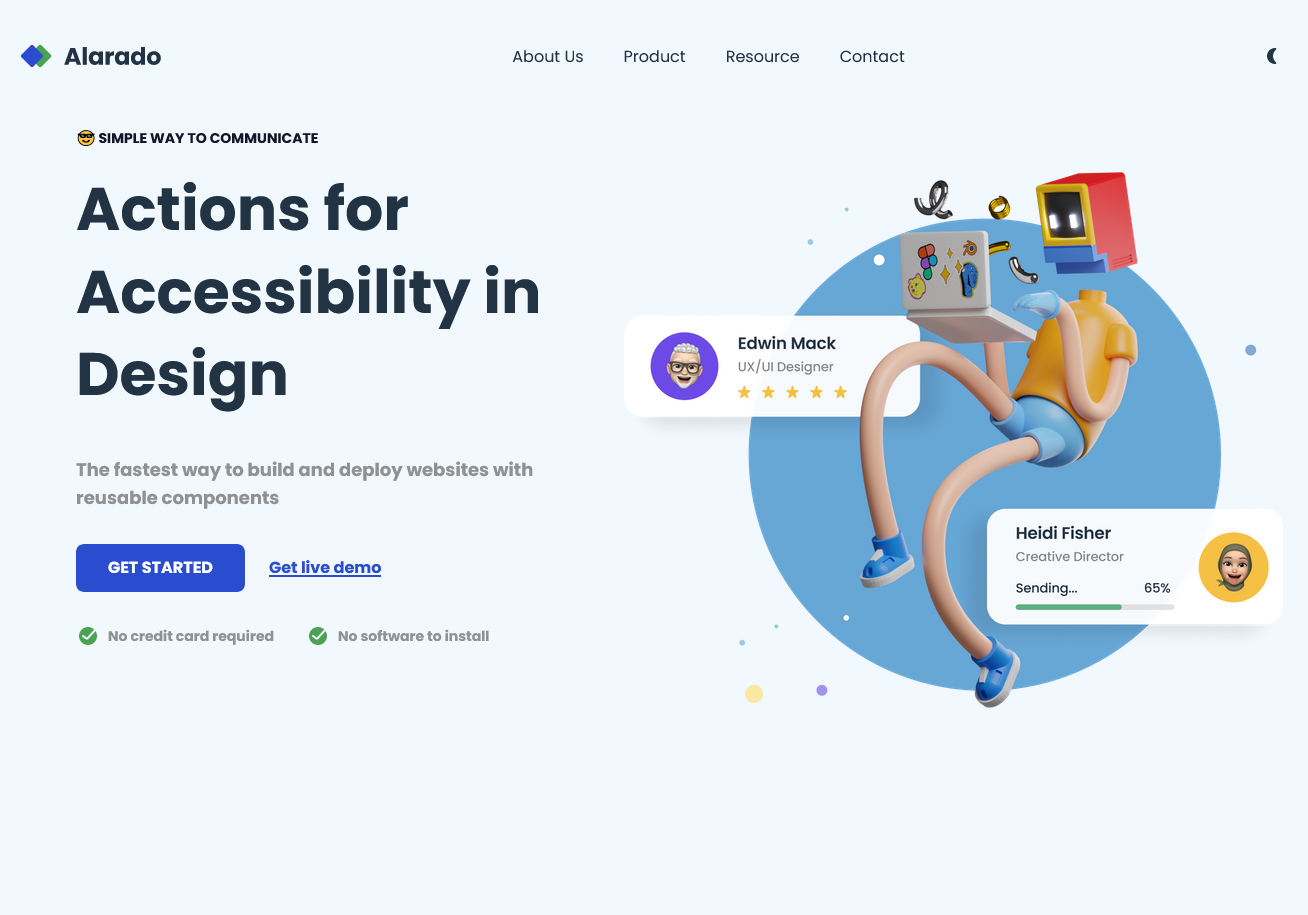 Alarado
About Us
Product
Resource
Contact
😎 SIMPLE WAY TO COMMUNICATE
Actions for
Accessibility in
Design
The fastest way to build and deploy websites with
reusable components
GET STARTED
Get live demo
No credit card required
No software to install
Edwin Mack
UX/UI Designer
Heidi Fisher
Creative Director
Sending...
65%